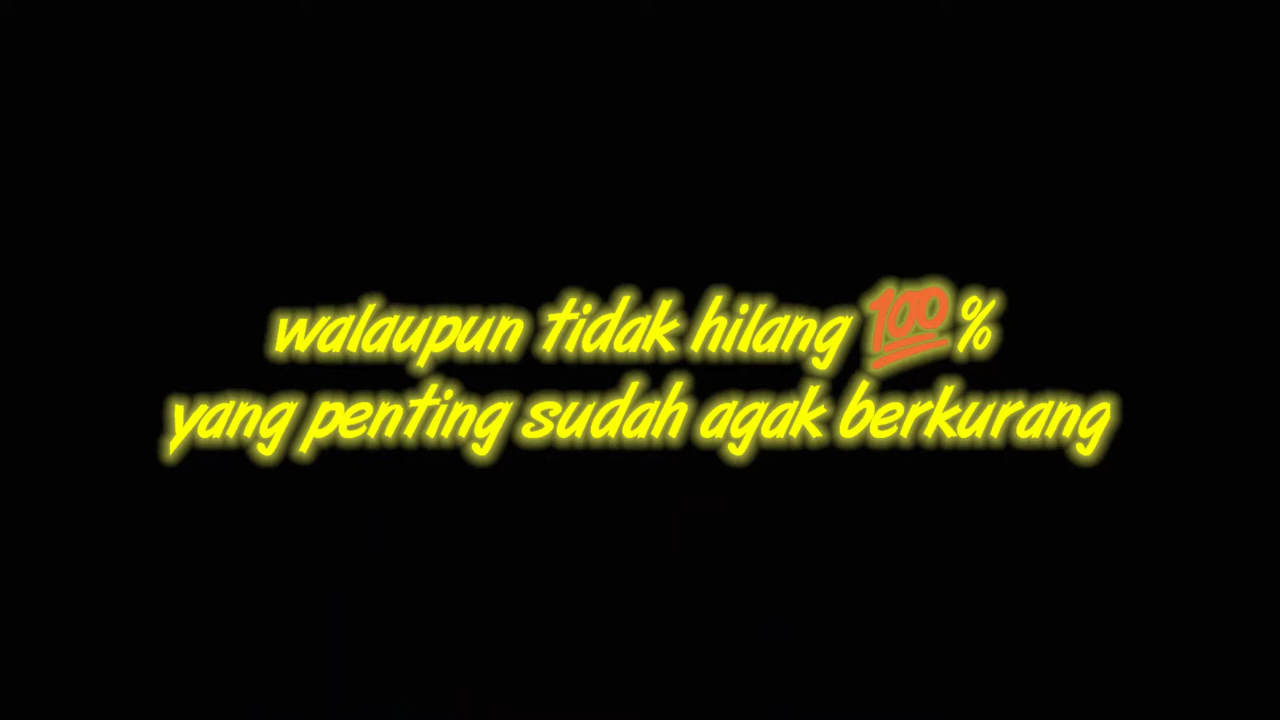 walaupun tidak hilang 💯%
yang penting sudah agak berkurang